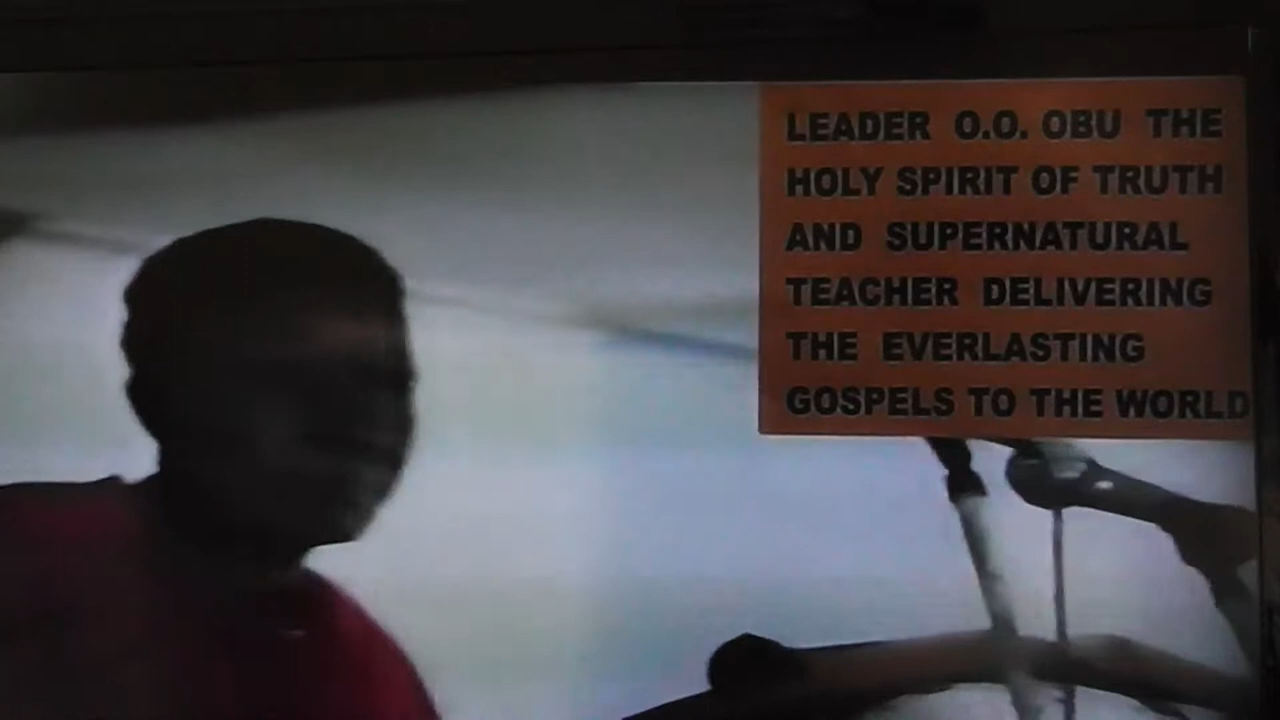 LEADER O.O. OBU THE
HOLY SPIRIT OF TRUTH
AND SUPERNATURAL
TEACHER DELIVERING
THE EVERLASTING
GOSPELS TO THE WORLD